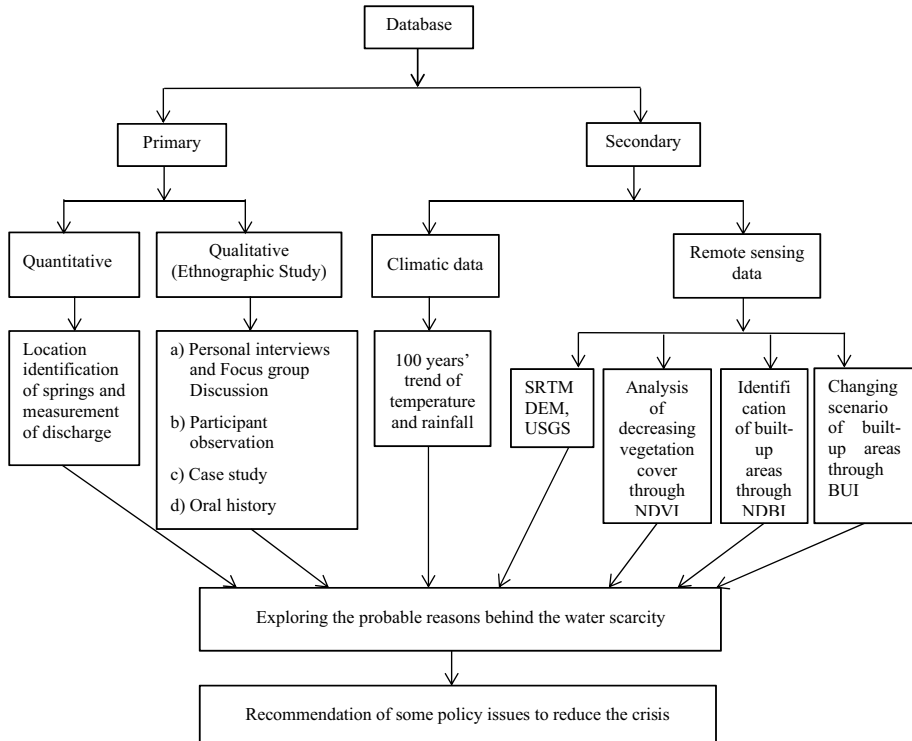 Database
Primary
Secondary
Quantitative
Qualitative
(Ethnographic Study)
Climatic data
Remote sensing
data
Location
identification
of springs and
measurement
of discharge
a) Personal interviews
and Focus group
Discussion
b) Participant
observation
c) Case study
d) Oral history
100 years’
trend of
temperature
and rainfall
SRTM
DEM,
USGS
Analysis of
decreasing
vegetation
cover
through
NDVI
Identifi
cation
of built-
up
areas
through
NDBI
Changing
scenario
of built-
up areas
through
BUI
Exploring the probable reasons behind the water scarcity
Recommendation of some policy issues to reduce the crisis